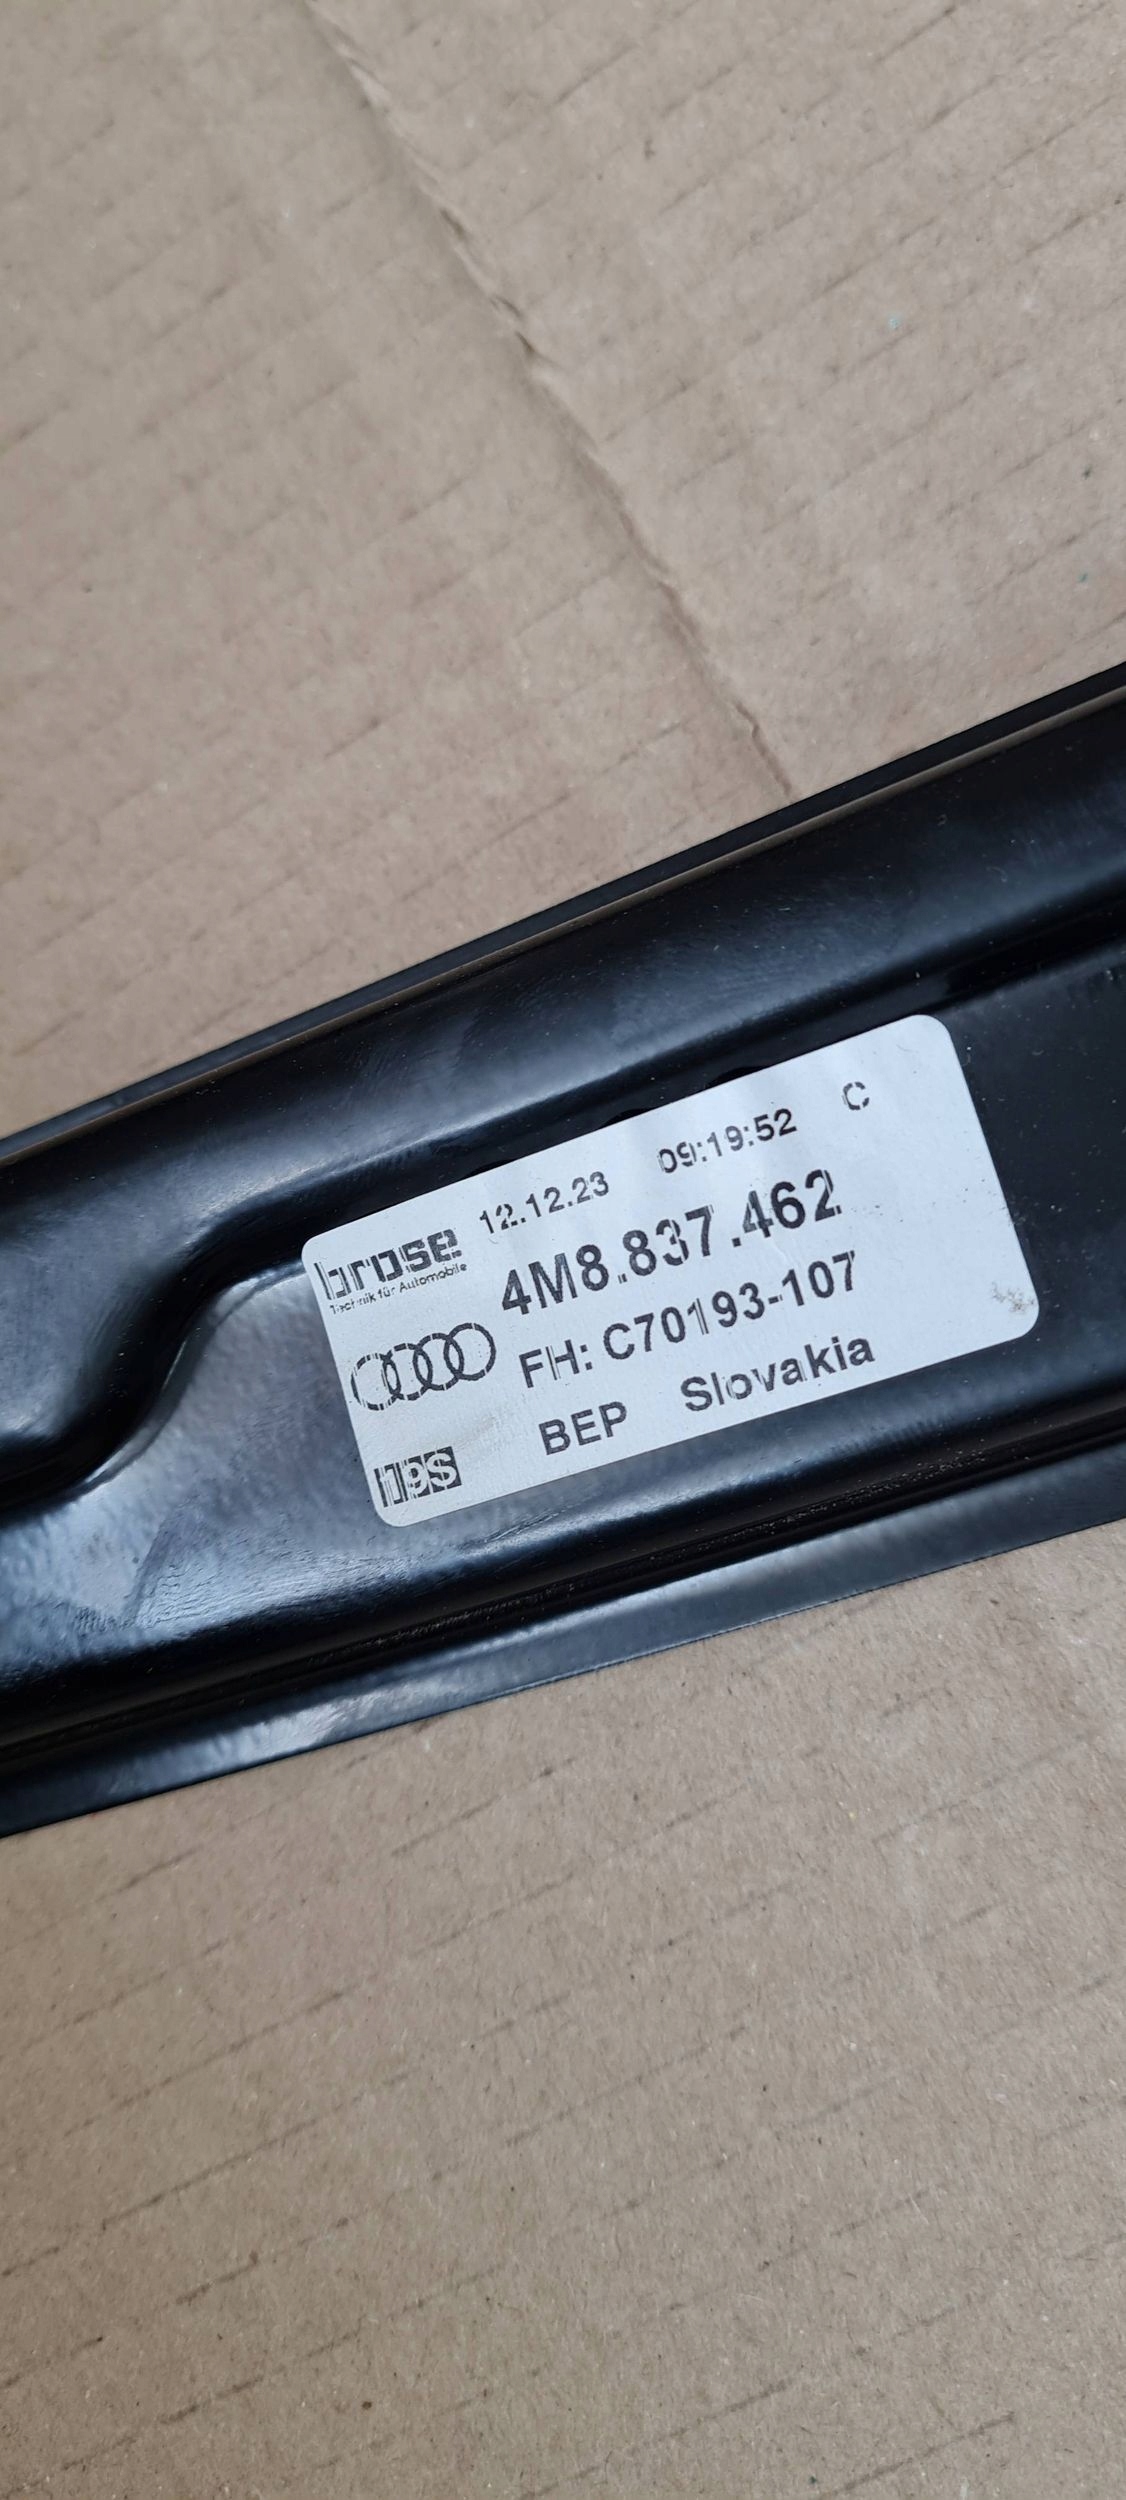 12.12.23 09:19:52 C
brose
Technik für Automobile
4M8.837.462
FH: C70193-107
BEP Slovakia
19S